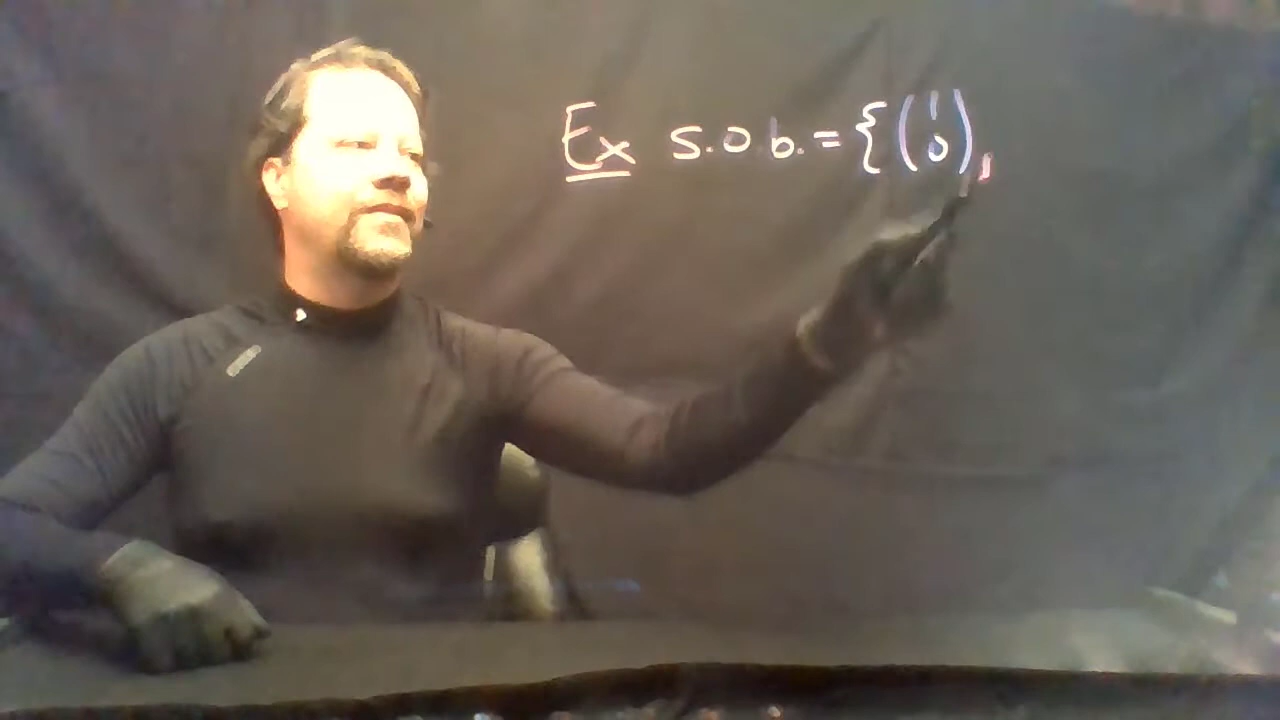 Ex s.o.b. = {(1 0),